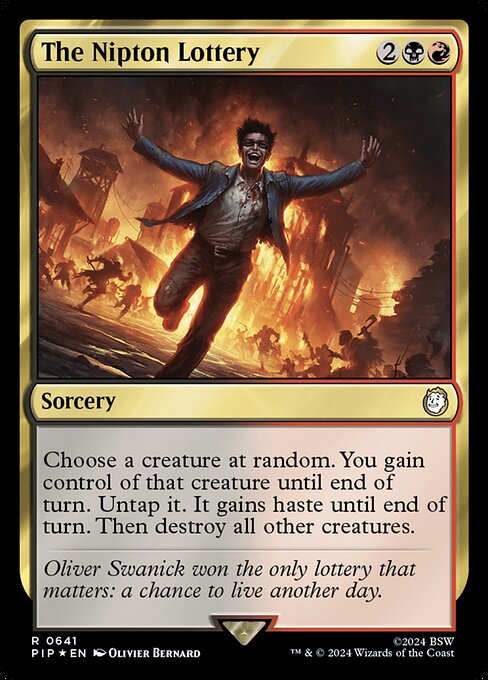 The Nipton Lottery 2
Sorcery
Choose a creature at random. You gain
control of that creature until end of
turn. Untap it. It gains haste until end of
turn. Then destroy all other creatures.
Oliver Swanick won the only lottery that
matters: a chance to live another day.
R 0641
©2024 BSW
PIP★EN Olivier Bernard
™ & © 2024 Wizards of the Coast